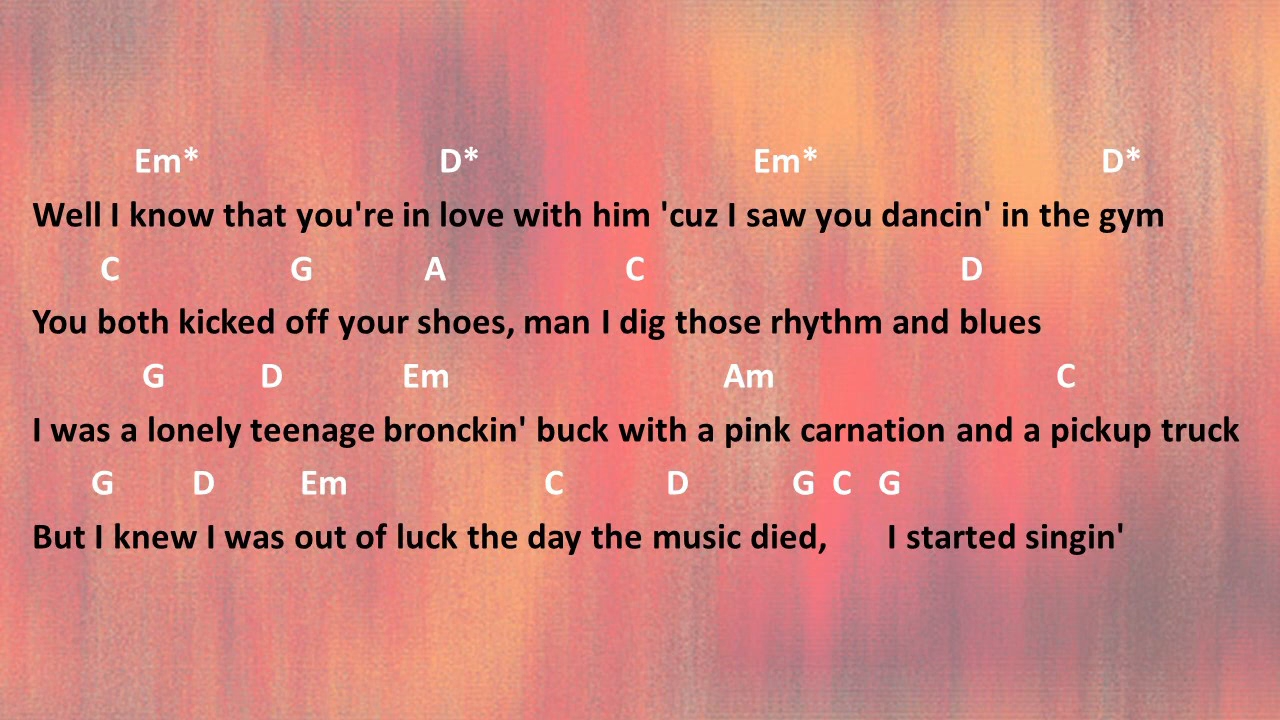 Em* D* Em* D*
Well I know that you're in love with him 'cuz I saw you dancin' in the gym
C G A C D
You both kicked off your shoes, man I dig those rhythm and blues
G D Em Am C
I was a lonely teenage bronckin' buck with a pink carnation and a pickup truck
G D Em C D G C G
But I knew I was out of luck the day the music died, I started singin'